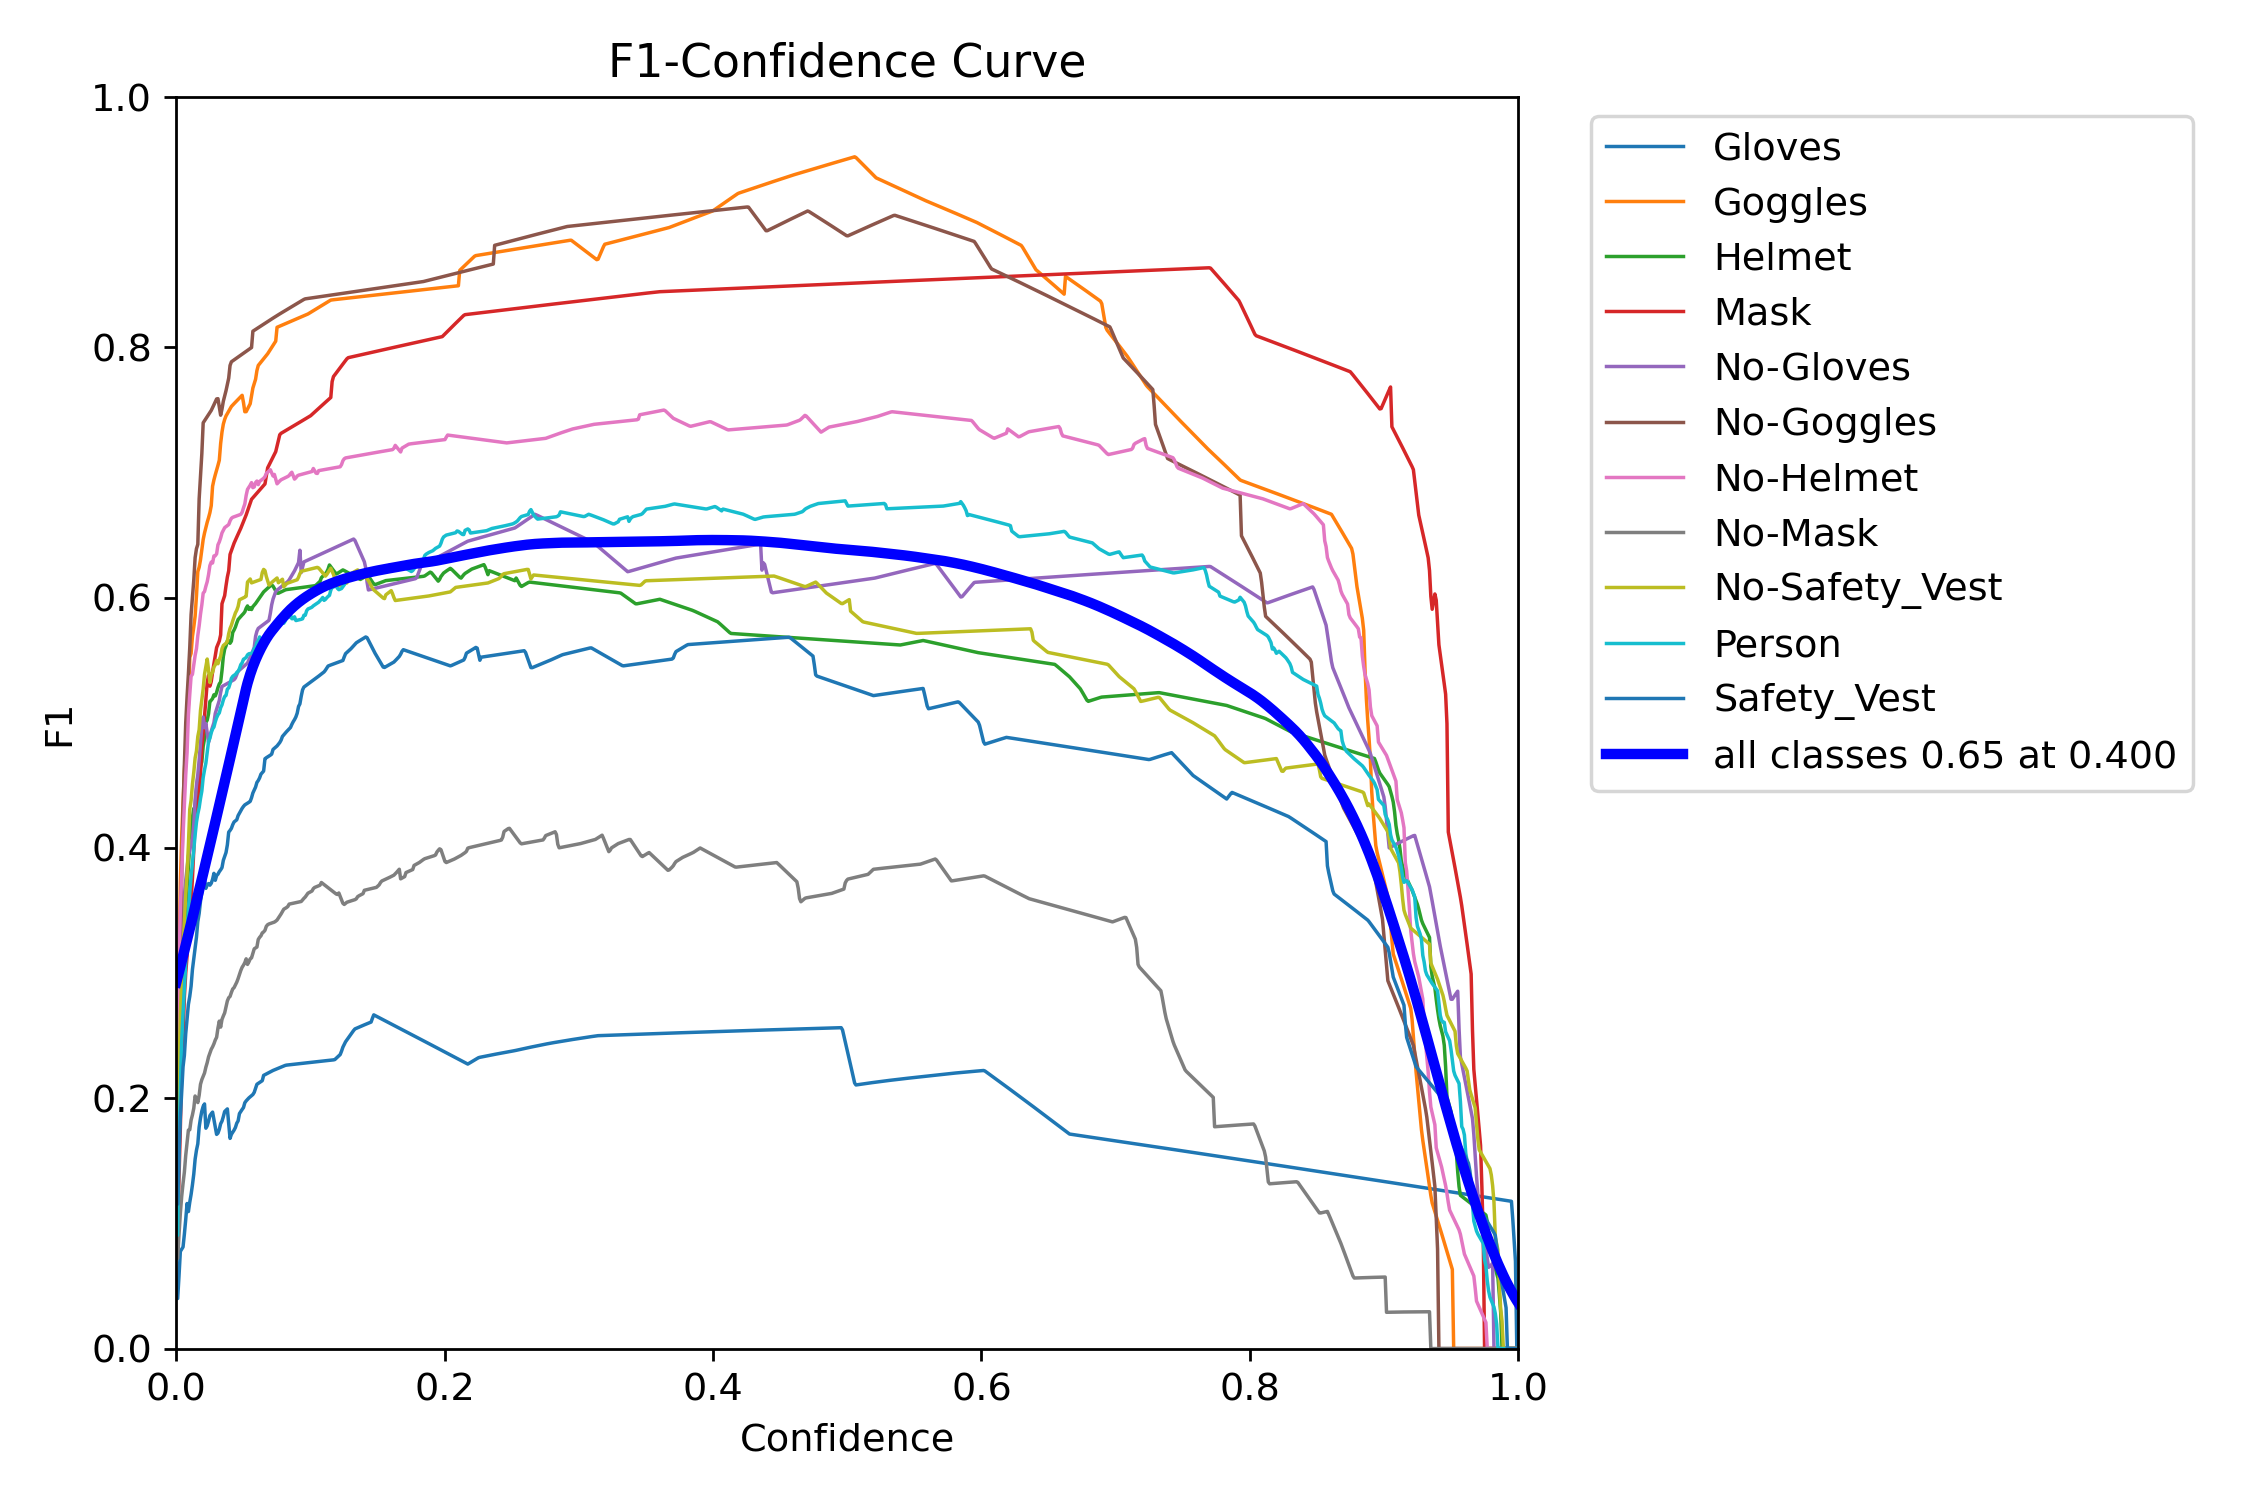 F1-Confidence Curve
1.0
0.8
0.6
0.4
0.2
0.0
F1
0.0 0.2 0.4 0.6 0.8 1.0
Confidence
Gloves
Goggles
Helmet
Mask
No-Gloves
No-Goggles
No-Helmet
No-Mask
No-Safety_Vest
Person
Safety_Vest
all classes 0.65 at 0.400